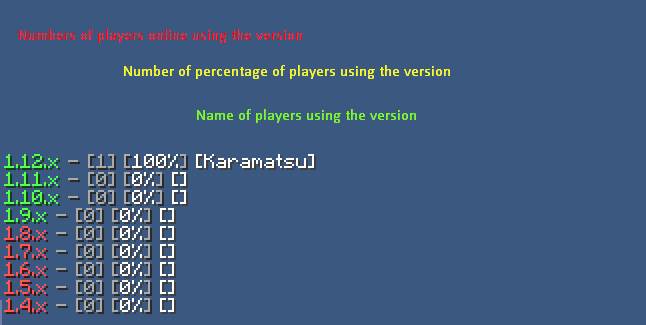 Numbers of players online using the version
Number of percentage of players using the version
Name of players using the version
1.12.x - [1] [100%] [Karamatsu]
1.11.x - [0] [0%] []
1.10.x - [0] [0%] []
1.9.x - [0] [0%] []
1.8.x - [0] [0%] []
1.7.x - [0] [0%] []
1.6.x - [0] [0%] []
1.5.x - [0] [0%] []
1.4.x - [0] [0%] []